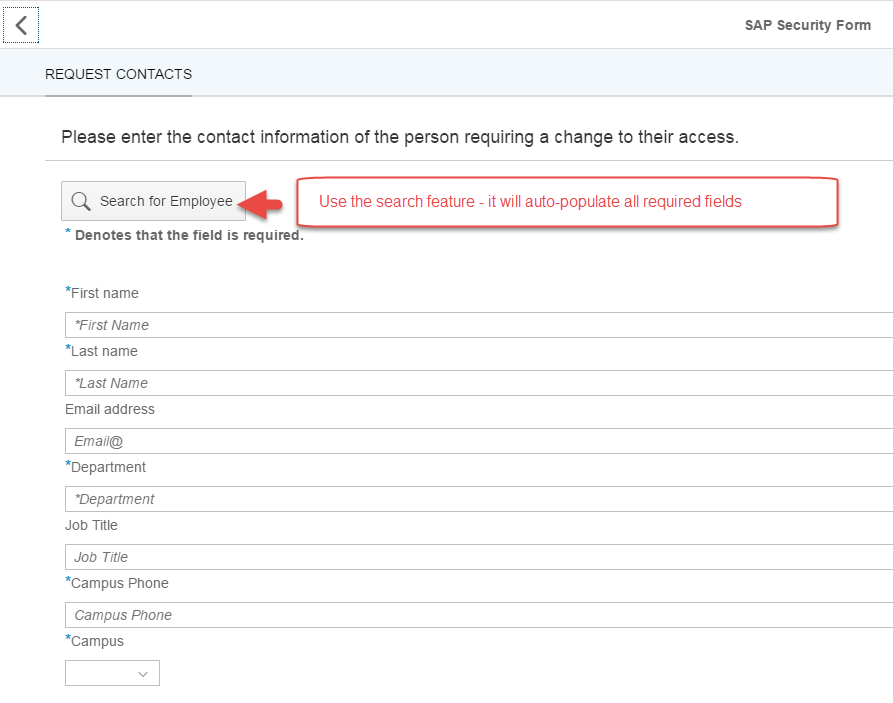 SAP Security Form
REQUEST CONTACTS
Please enter the contact information of the person requiring a change to their access.
Search for Employee
Use the search feature - it will auto-populate all required fields
* Denotes that the field is required.
*First name
*First Name
*Last name
*Last Name
Email address
Email@
*Department
*Department
Job Title
Job Title
*Campus Phone
Campus Phone
*Campus